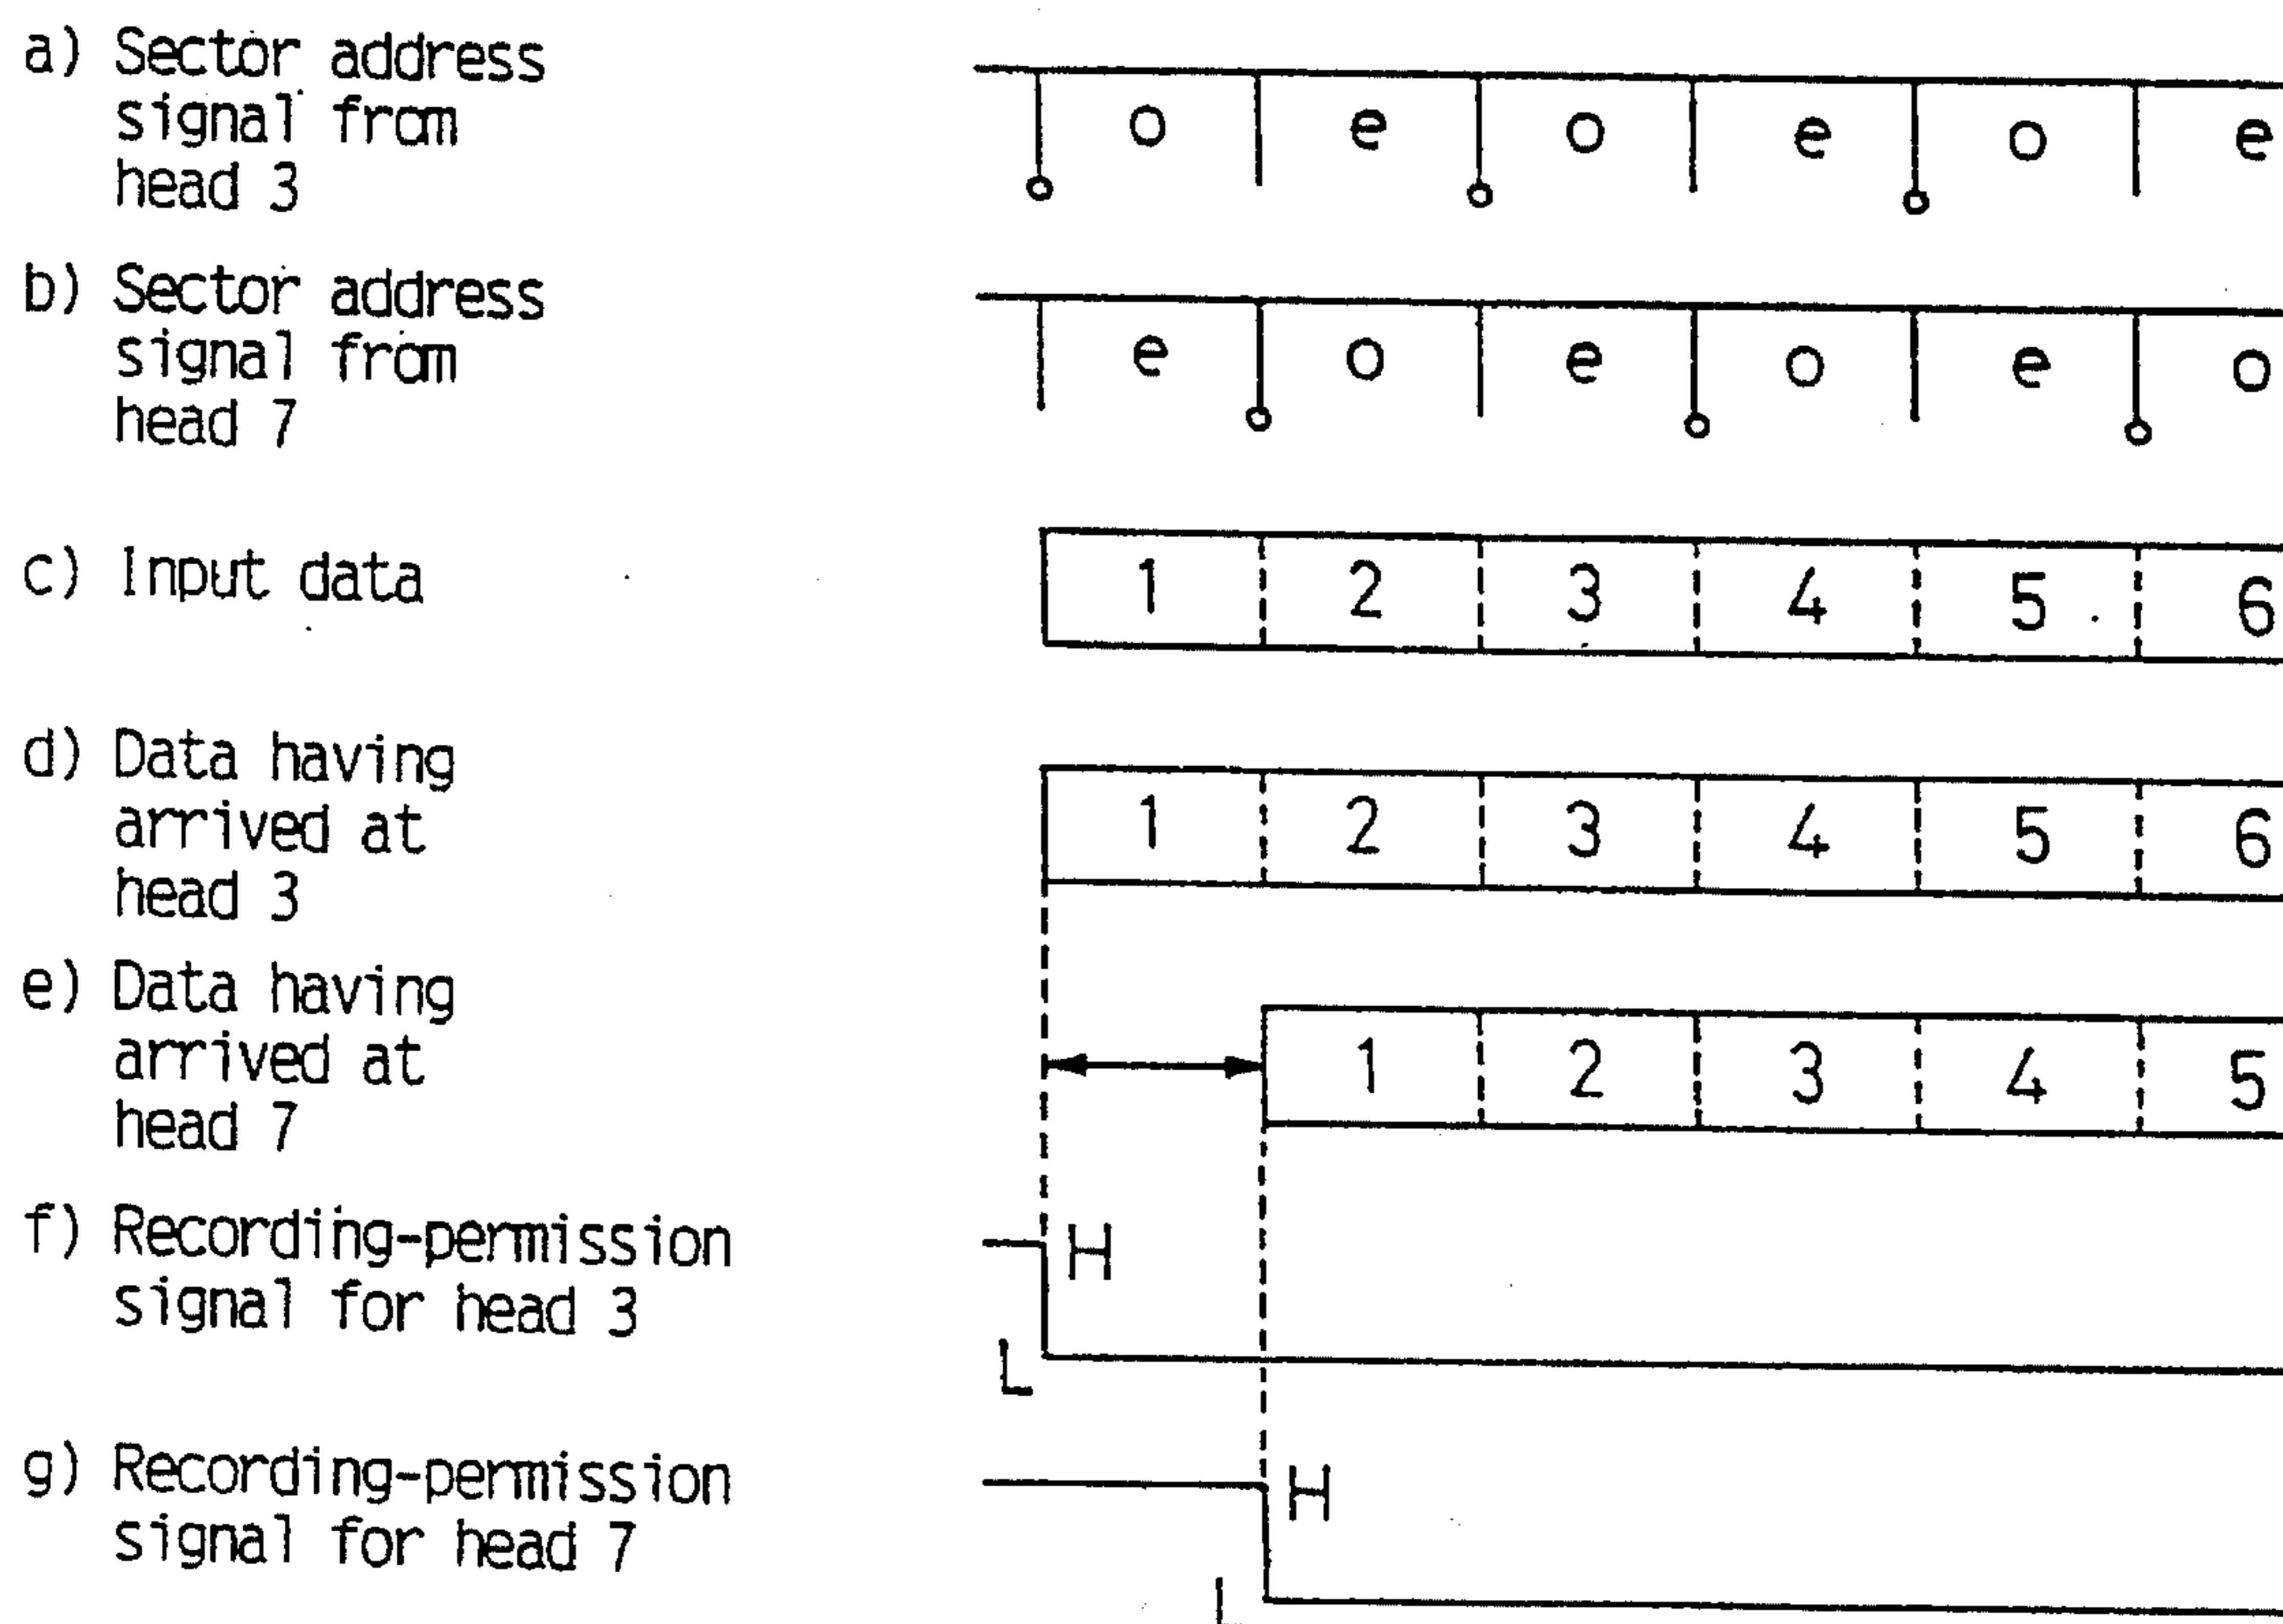 a) Sector address
signal from
head 3
o e o e o e
b) Sector address
signal from
head 7
e o e o e o
c) Input data
1 2 3 4 5 6
d) Data having
arrived at
head 3
1 2 3 4 5 6
e) Data having
arrived at
head 7
1 2 3 4 5
f) Recording-permission
signal for head 3
H
L
g) Recording-permission
signal for head 7
H
L